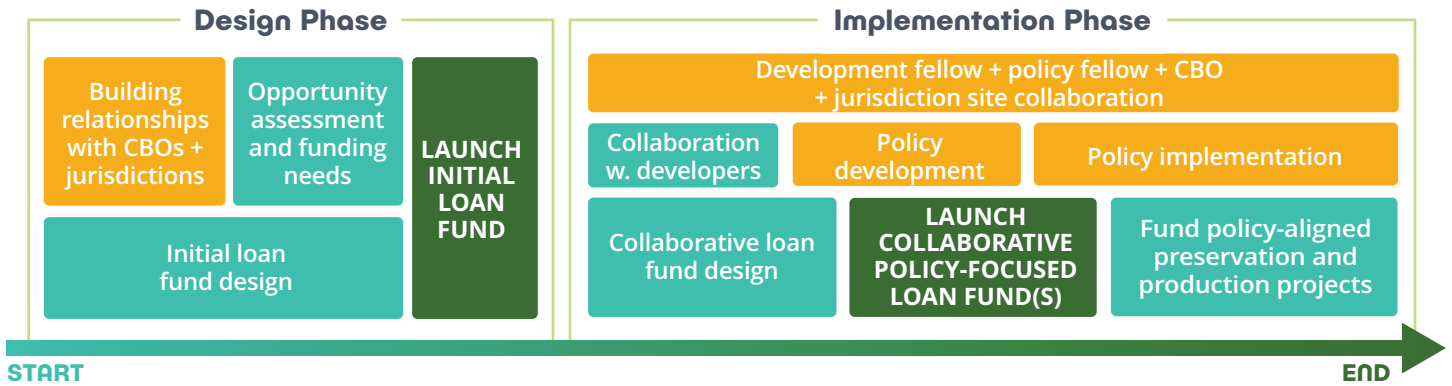 Design Phase
Building
relationships
with CBOs +
jurisdictions
Opportunity
assessment
and funding
needs
LAUNCH
INITIAL
LOAN
FUND
Initial loan
fund design
Implementation Phase
Development fellow + policy fellow + CBO
+ jurisdiction site collaboration
Collaboration
w. developers
Policy
development
Policy implementation
Collaborative loan
fund design
LAUNCH
COLLABORATIVE
POLICY-FOCUSED
LOAN FUND(S)
Fund policy-aligned
preservation and
production projects
START
END